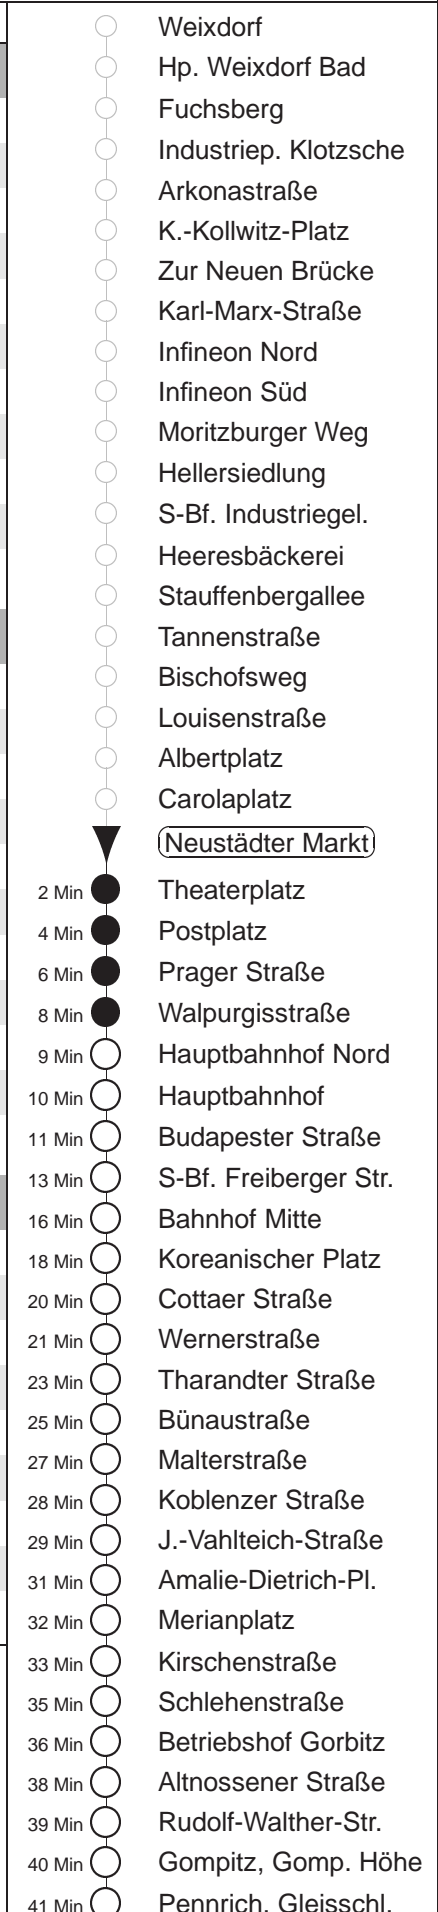 Weixdorf
Hp. Weixdorf Bad
Fuchsberg
Industriep. Klotzsche
Arkonastraße
K.-Kollwitz-Platz
Zur Neuen Brücke
Karl-Marx-Straße
Infineon Nord
Infineon Süd
Moritzburger Weg
Hellersiedlung
S-Bf. Industriegel.
Heeresbäckerei
Stauffenbergallee
Tannenstraße
Bischofsweg
Louisenstraße
Albertplatz
Carolaplatz
Neustädter Markt
2 Min Theaterplatz
4 Min Postplatz
6 Min Prager Straße
8 Min Walpurgisstraße
9 Min Hauptbahnhof Nord
10 Min Hauptbahnhof
11 Min Budapester Straße
13 Min S-Bf. Freiberger Str.
16 Min Bahnhof Mitte
18 Min Koreanischer Platz
20 Min Cottaer Straße
21 Min Wernerstraße
23 Min Tharandter Straße
25 Min Bünaustraße
27 Min Malterstraße
28 Min Koblenzer Straße
29 Min J.-Vahlteich-Straße
31 Min Amalie-Dietrich-Pl.
32 Min Merianplatz
33 Min Kirschenstraße
35 Min Schlehenstraße
36 Min Betriebshof Gorbitz
38 Min Altnossener Straße
39 Min Rudolf-Walther-Str.
40 Min Gompitz, Gomp. Höhe
41 Min Pennrich, Gleisschl.